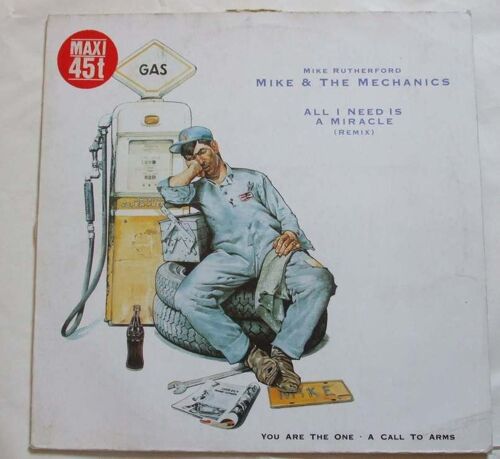 MAXI
45t
GAS
MIKE RUTHERFORD
MIKE & THE MECHANICS
ALL I NEED IS
A MIRACLE
(REMIX)
MIKE
YOU ARE THE ONE · A CALL TO ARMS